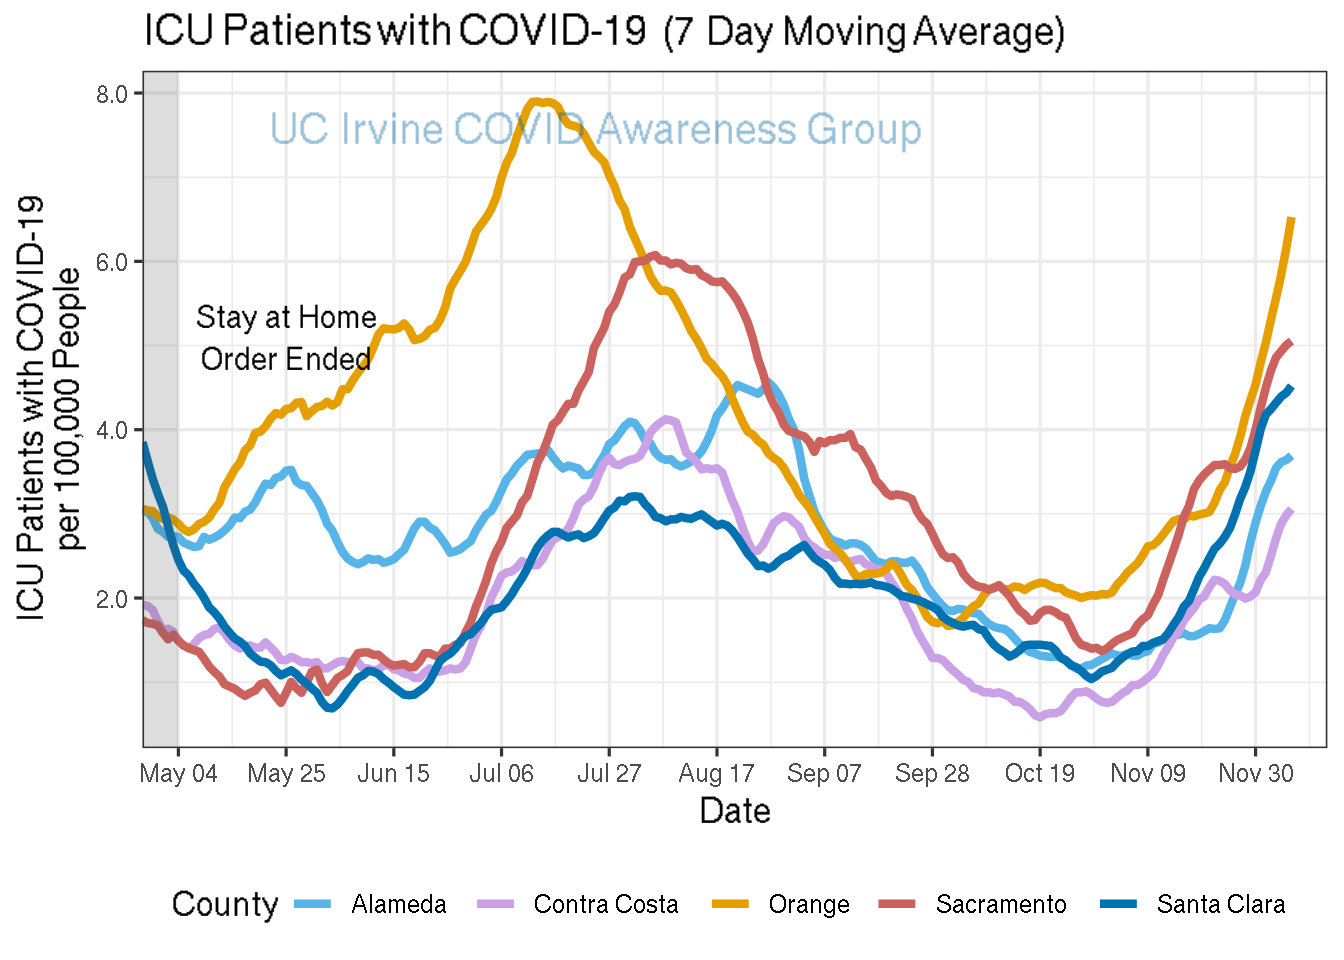 ICU Patients with COVID-19 (7 Day Moving Average)
UC Irvine COVID Awareness Group
Stay at Home
Order Ended
ICU Patients with COVID-19
per 100,000 People
8.0
6.0
4.0
2.0
May 04 May 25 Jun 15 Jul 06 Jul 27 Aug 17 Sep 07 Sep 28 Oct 19 Nov 09 Nov 30
Date
County Alameda Contra Costa Orange Sacramento Santa Clara